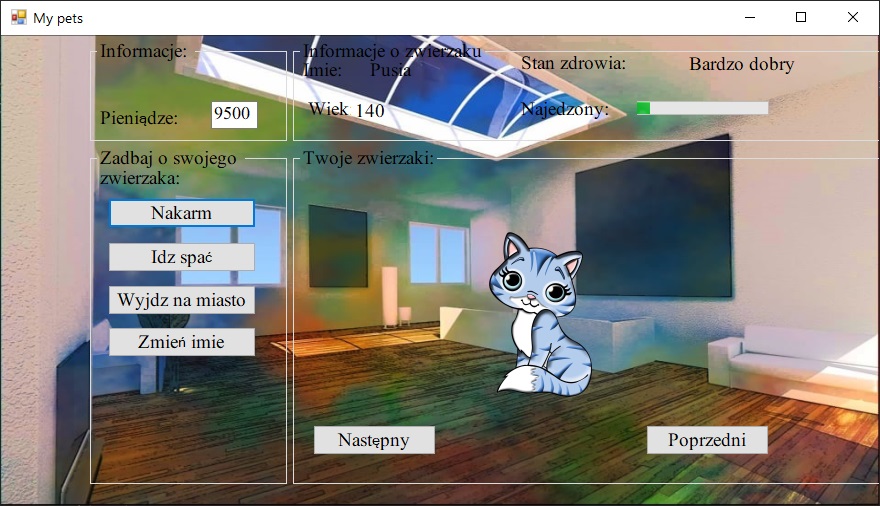 My pets
Informacje:
Pieniądze:
9500
Informacje o zwierzaku
Imie: Pusia
Wiek 140
Stan zdrowia: Bardzo dobry
Najedzony:
Zadbaj o swojego
zwierzaka:
Nakarm
Idz spać
Wyjdz na miasto
Zmień imie
Twoje zwierzaki:
Następny
Poprzedni